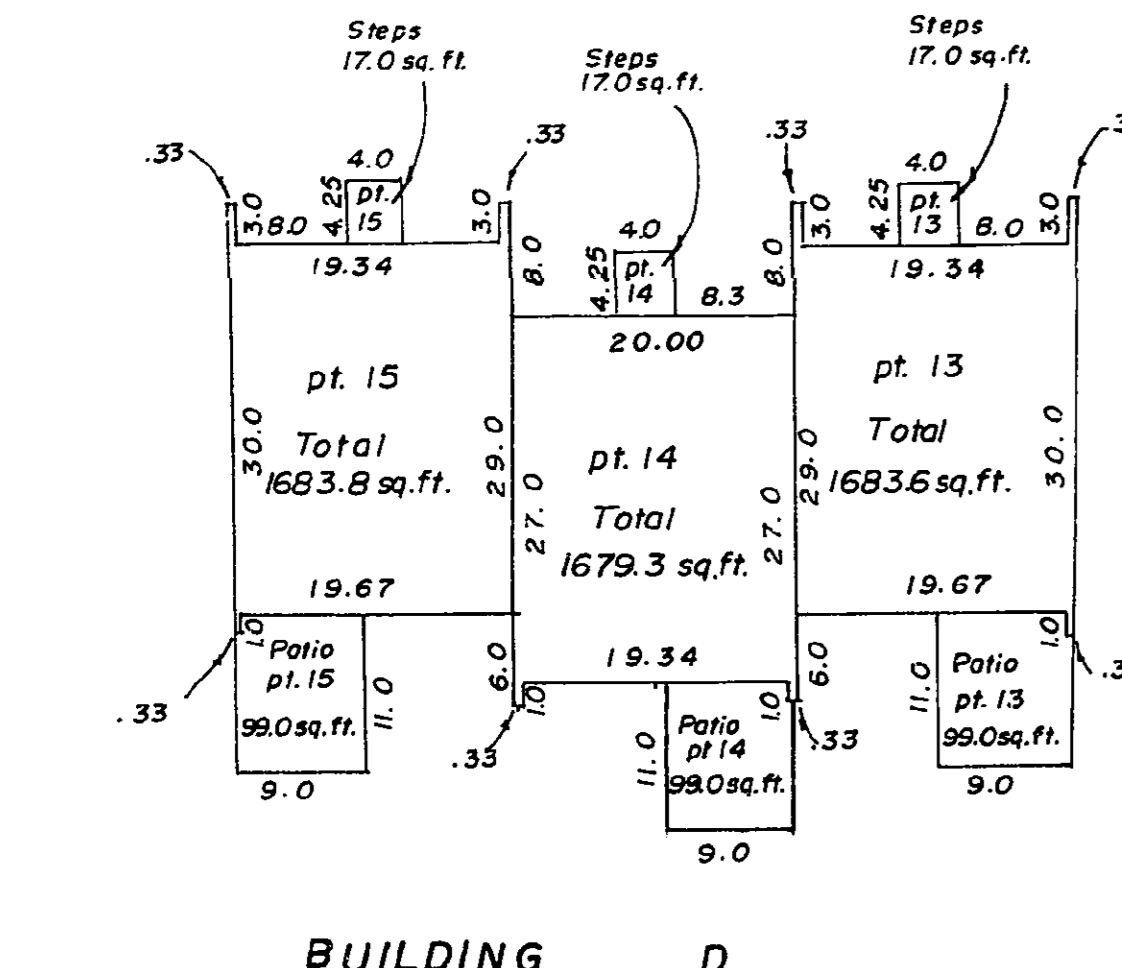 Steps
17.0 sq. ft.
Steps
17.0 sq.ft.
Steps
17.0 sq.ft.
.33
4.0
.33
.33
4.0
3.0
8.0
4.25
pt.
15
3.0
19.34
8.0
4.0
4.25
pt.
14
8.3
8.0
20.00
3.0
4.25
pt.
13
8.0
3.0
19.34
pt. 15
Total
1683.8 sq.ft.
30.0
29.0
pt. 14
Total
1679.3 sq.ft.
27.0
27.0
pt. 13
Total
1683.6 sq.ft.
29.0
30.0
19.67
19.67
1.0
Patio
pt. 15
99.0 sq.ft.
11.0
9.0
.33
6.0
19.34
1.0
.33
11.0
Patio
pt 14
99.0 sq.ft.
1.0
9.0
6.0
.33
11.0
Patio
pt. 13
99.0 sq.ft.
1.0
9.0
BUILDING D